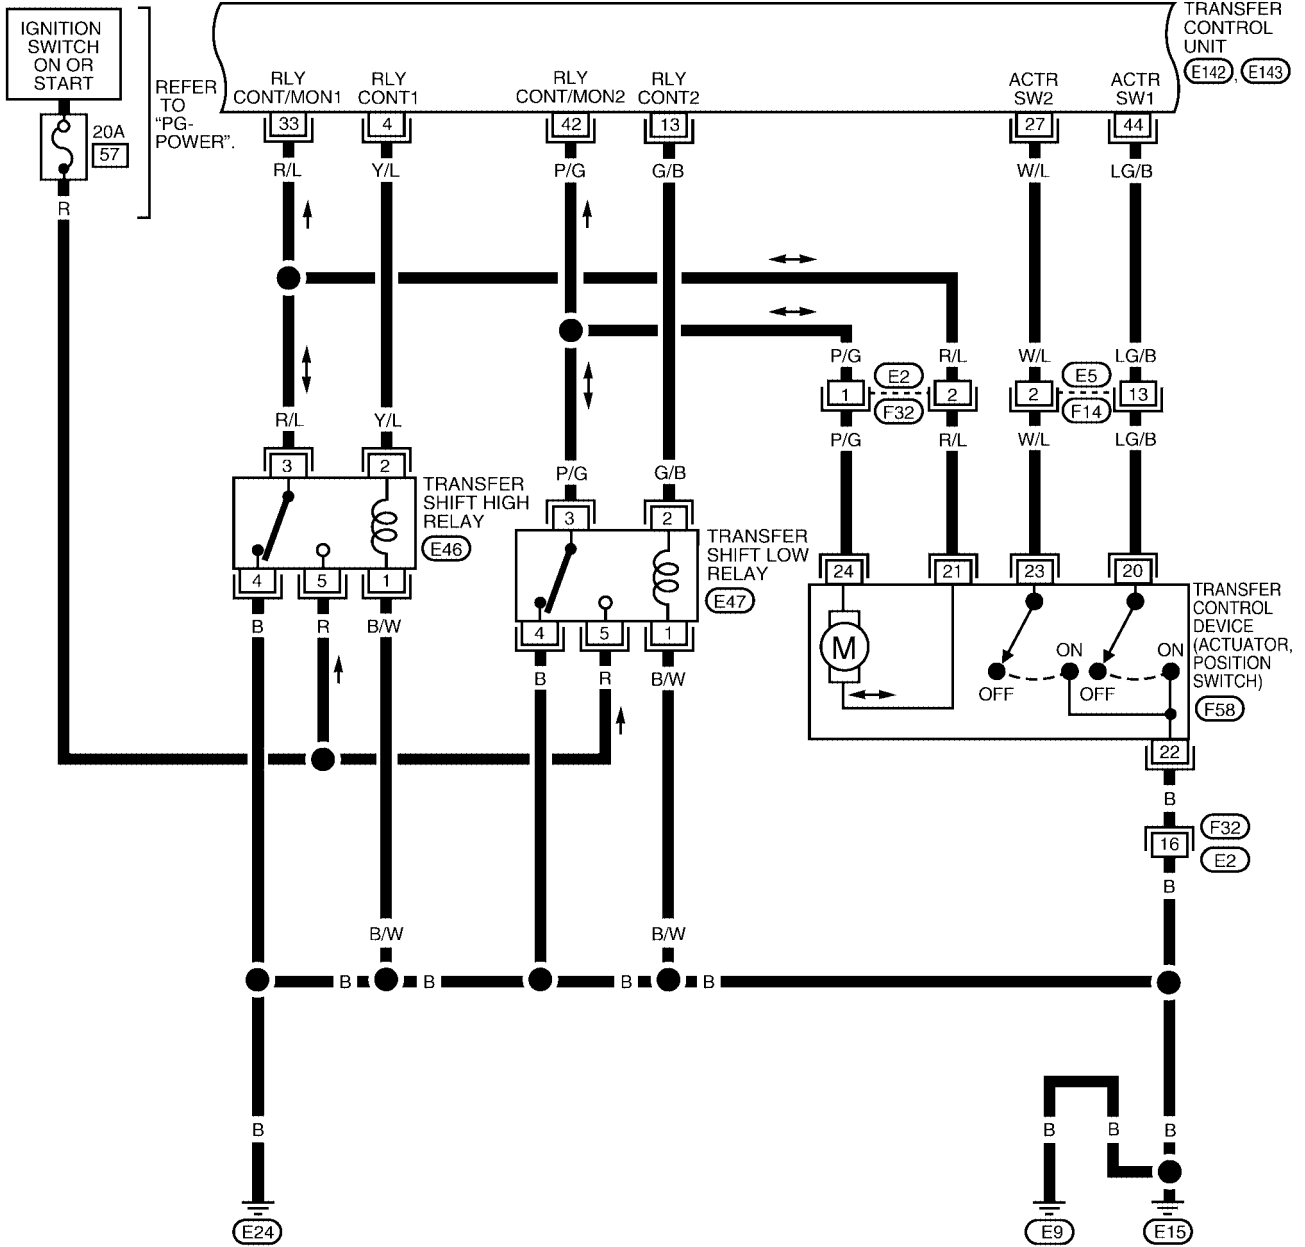 IGNITION
SWITCH
ON OR
START
20A
57
REFER
TO
"PG-
POWER".
TRANSFER
CONTROL
UNIT
E142, E143
RLY
CONT/MON1
RLY
CONT1
RLY
CONT/MON2
RLY
CONT2
ACTR
SW2
ACTR
SW1
33
4
42
13
27
44
R/L
Y/L
P/G
G/B
W/L
LG/B
R
P/G
R/L
W/L
LG/B
1
E2
F32
2
2
E5
F14
13
P/G
R/L
W/L
LG/B
R/L
Y/L
3
2
TRANSFER
SHIFT HIGH
RELAY
E46
4
5
1
B
R
B/W
P/G
G/B
3
2
TRANSFER
SHIFT LOW
RELAY
E47
4
5
1
B
R
B/W
24
21
23
20
M
OFF
ON
OFF
ON
TRANSFER
CONTROL
DEVICE
(ACTUATOR,
POSITION
SWITCH)
F58
22
B
16
F32
E2
B
B/W
B/W
B
B
B
B
B
B
B
B
E24
E9
E15